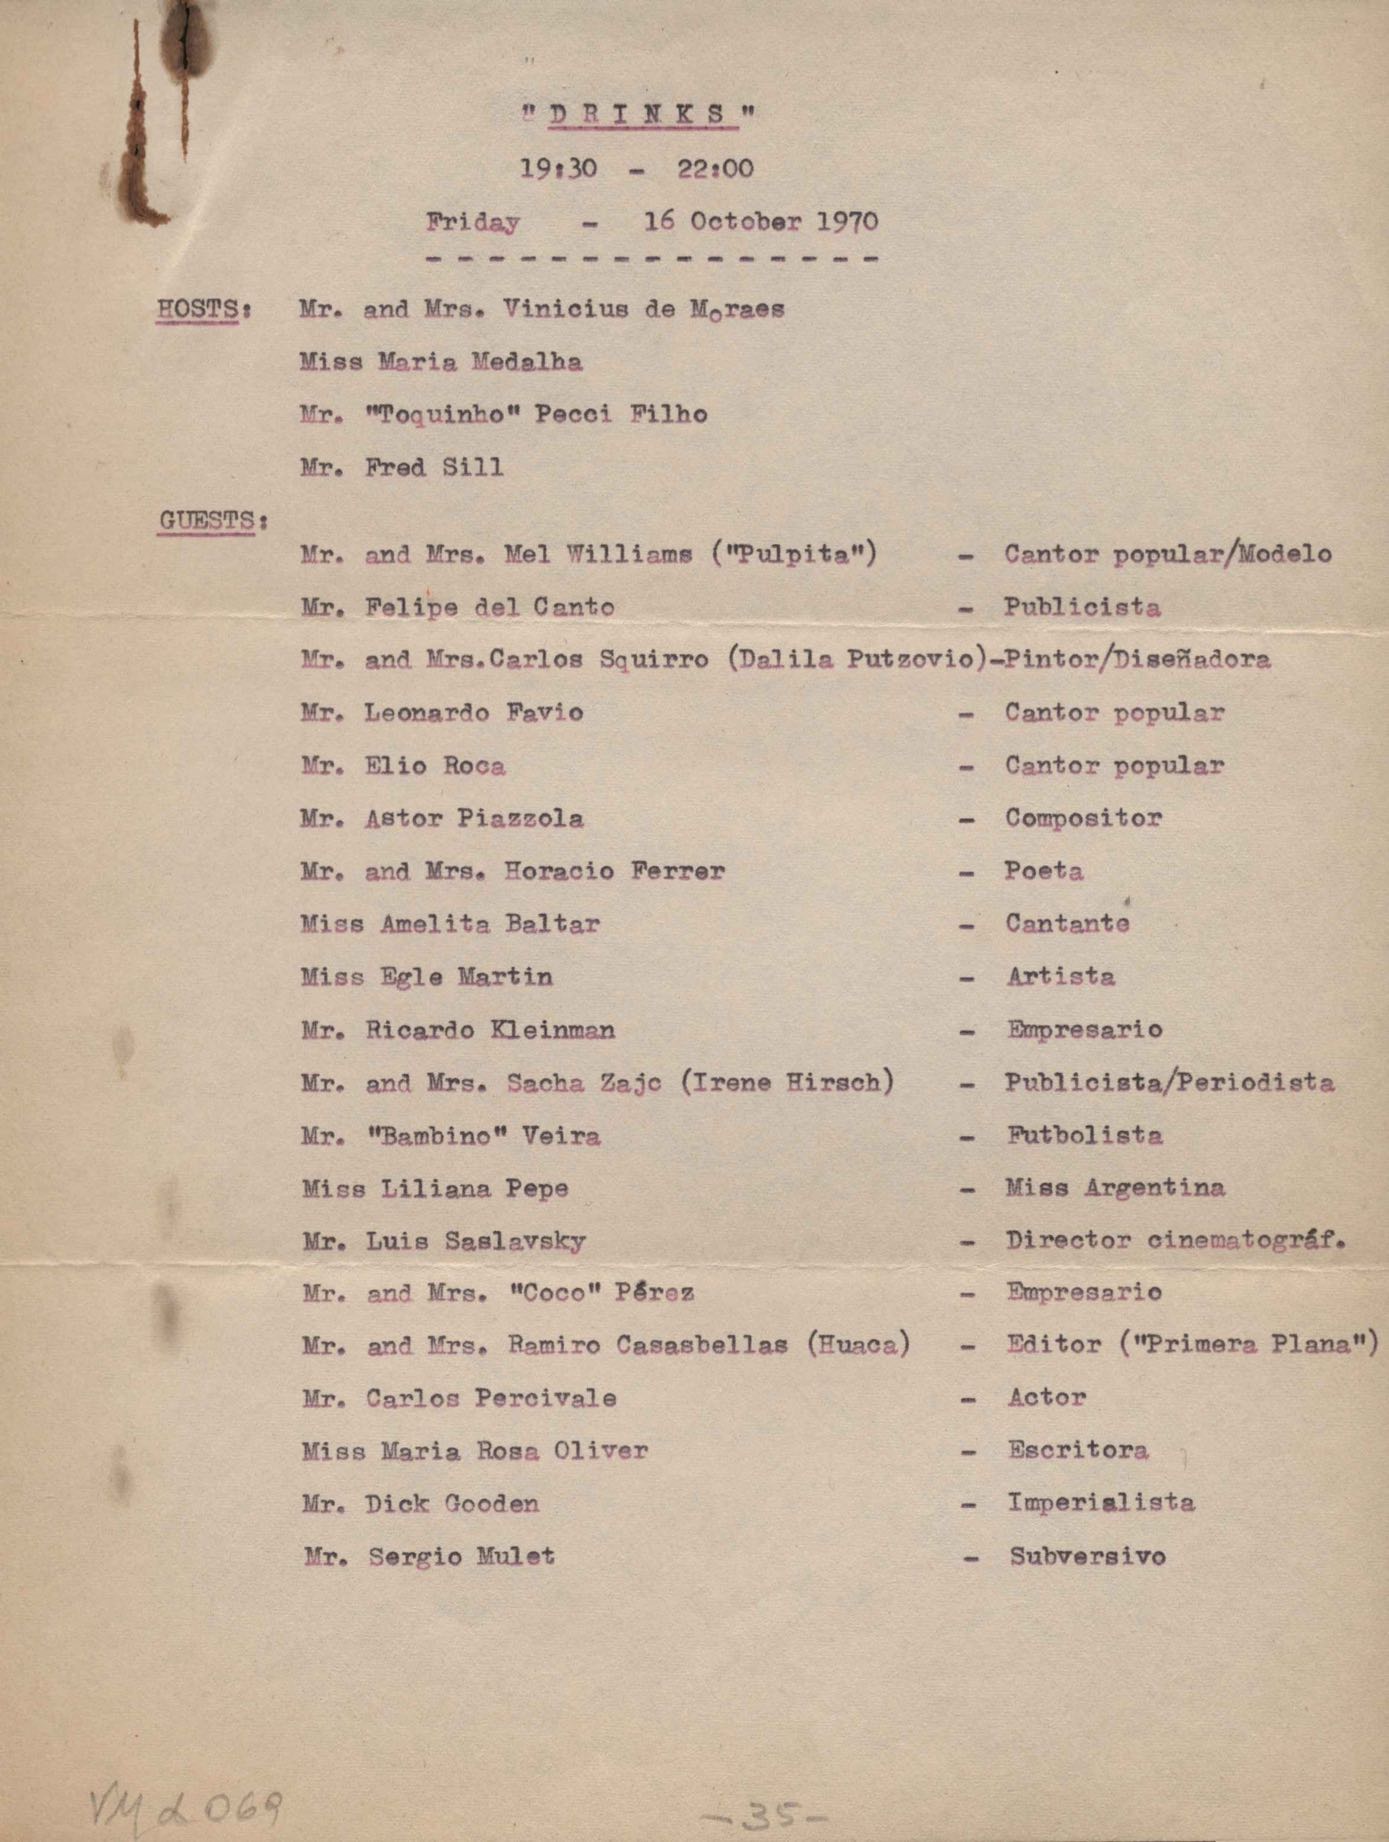 "D R I N K S"
19:30 - 22:00
Friday - 16 October 1970
- - - - - - - - - - - - - - -
HOSTS: Mr. and Mrs. Vinicius de Moraes
Miss Maria Medalha
Mr. "Toquinho" Pecci Filho
Mr. Fred Sill
GUESTS:
Mr. and Mrs. Mel Williams ("Pulpita") - Cantor popular/Modelo
Mr. Felipe del Canto - Publicista
Mr. and Mrs.Carlos Squirro (Dalila Putzovio)-Pintor/Diseñadora
Mr. Leonardo Favio - Cantor popular
Mr. Elio Roca - Cantor popular
Mr. Astor Piazzola - Compositor
Mr. and Mrs. Horacio Ferrer - Poeta
Miss Amelita Baltar - Cantante
Miss Egle Martin - Artista
Mr. Ricardo Kleinman - Empresario
Mr. and Mrs. Sacha Zajc (Irene Hirsch) - Publicista/Periodista
Mr. "Bambino" Veira - Futbolista
Miss Liliana Pepe - Miss Argentina
Mr. Luis Saslavsky - Director cinematográf.
Mr. and Mrs. "Coco" Pérez - Empresario
Mr. and Mrs. Ramiro Casasbellas (Huaca) - Editor ("Primera Plana")
Mr. Carlos Percivale - Actor
Miss Maria Rosa Oliver - Escritora
Mr. Dick Gooden - Imperialista
Mr. Sergio Mulet - Subversivo
069 -35-